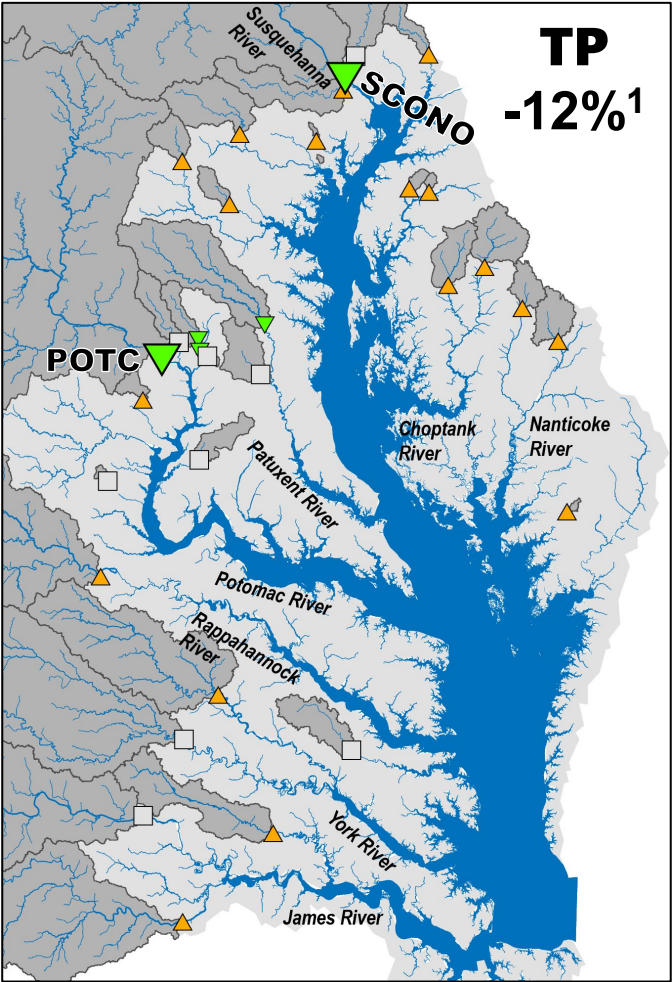 Susquehanna
River
TP
-12%¹
SCONO
POTC
Choptank
River
Nanticoke
River
Patuxent River
Potomac River
Rappahannock
River
York River
James River